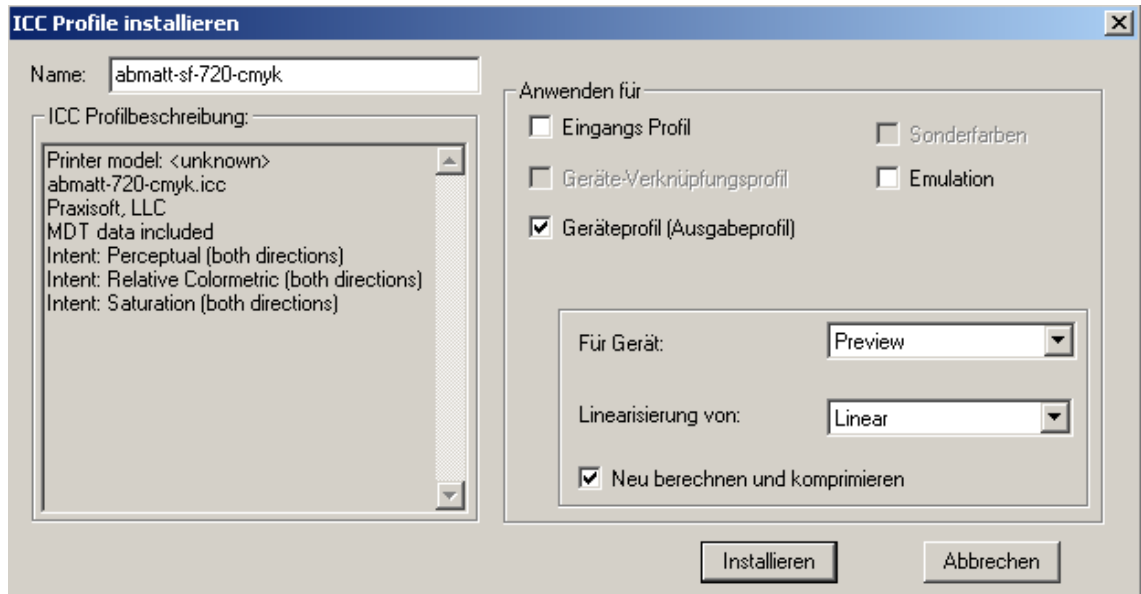 ICC Profile installieren
Name: abmatt-sf-720-cmyk
ICC Profilbeschreibung:
Printer model: <unknown>
abmatt-720-cmyk.icc
Praxisoft, LLC
MDT data included
Intent: Perceptual (both directions)
Intent: Relative Colormetric (both directions)
Intent: Saturation (both directions)
Anwenden für
Eingangs Profil
Sonderfarben
Geräte-Verknüpfungsprofil
Emulation
Geräteprofil (Ausgabeprofil)
Für Gerät: Preview
Linearisierung von: Linear
Neu berechnen und komprimieren
Installieren
Abbrechen